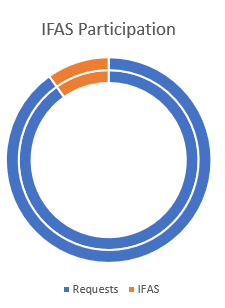 IFAS Participation
Requests IFAS